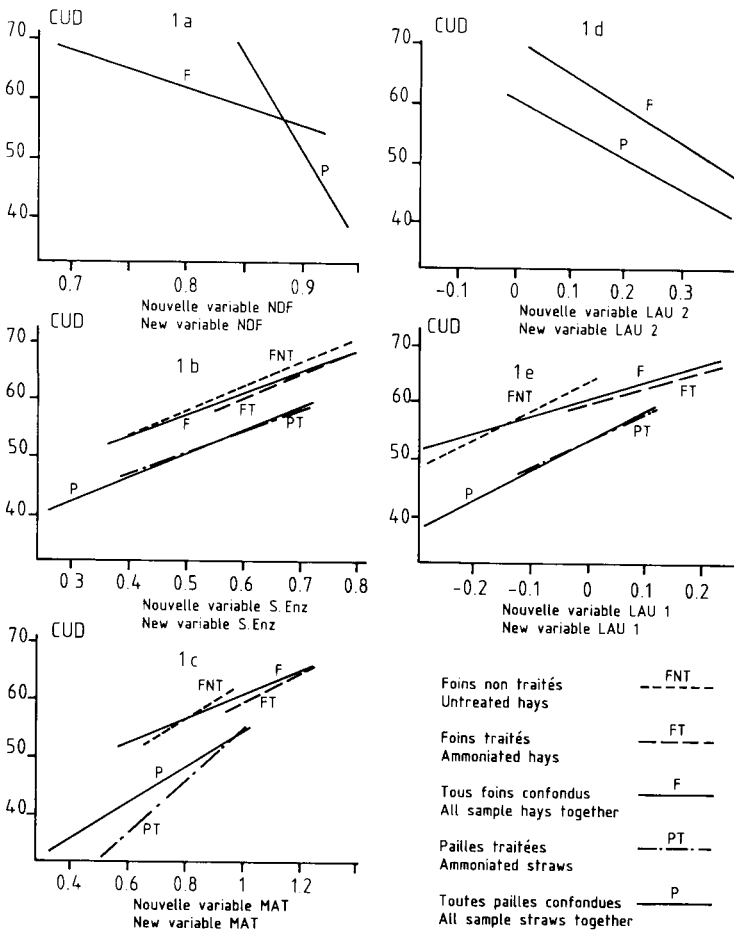 CUD 1a
70
60
50
40
F
P
0.7 0.8 0.9
Nouvelle variable NDF
New variable NDF
CUD 1d
70
60
50
40
F
P
-0.1 0 0.1 0.2 0.3
Nouvelle variable LAU 2
New variable LAU 2
CUD 1b
70
60
50
40
FNT
FT
F
PT
P
0.3 0.4 0.5 0.6 0.7 0.8
Nouvelle variable S.Enz
New variable S.Enz
CUD 1e
70
60
50
40
FNT
F
FT
PT
P
-0.2 -0.1 0 0.1 0.2
Nouvelle variable LAU 1
New variable LAU 1
CUD 1c
70
60
50
40
FNT
F
FT
P
PT
0.4 0.6 0.8 1 1.2
Nouvelle variable MAT
New variable MAT
Foins non traités FNT
Untreated hays
Foins traités FT
Ammoniated hays
Tous foins confondus F
All sample hays together
Pailles traitées PT
Ammoniated straws
Toutes pailles confondues P
All sample straws together